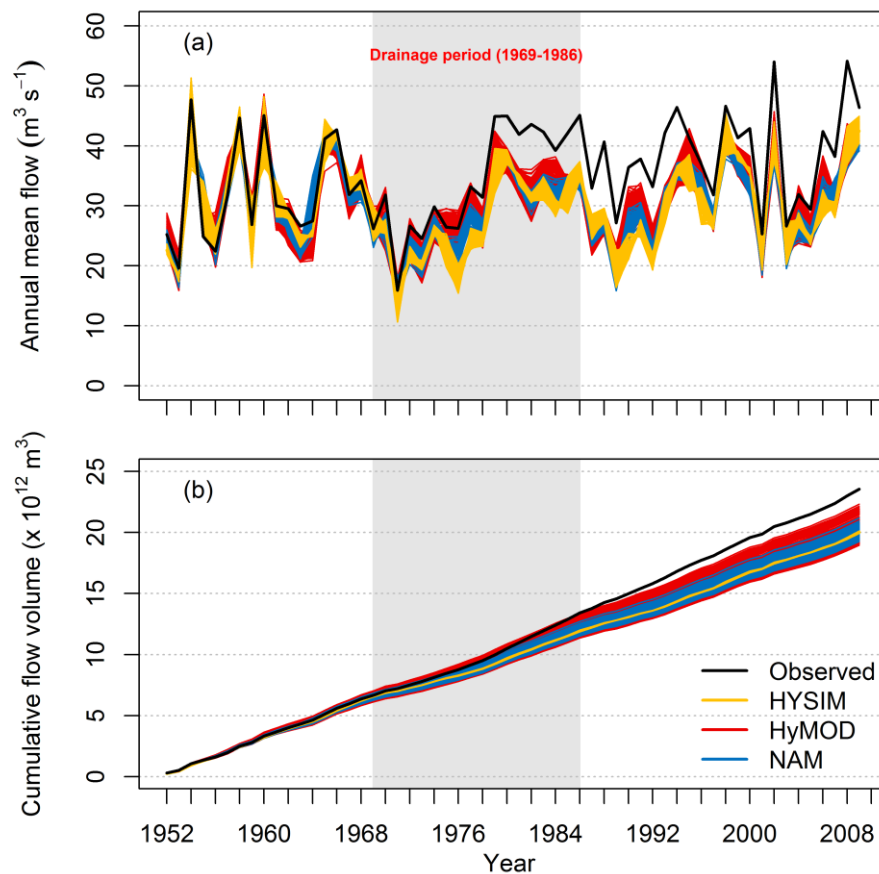 (a)
Drainage period (1969-1986)
Annual mean flow (m³ s⁻¹)
60
50
40
30
20
10
0
(b)
Cumulative flow volume (x 10¹² m³)
25
20
15
10
5
0
Observed
HYSIM
HyMOD
NAM
1952 1960 1968 1976 1984 1992 2000 2008
Year